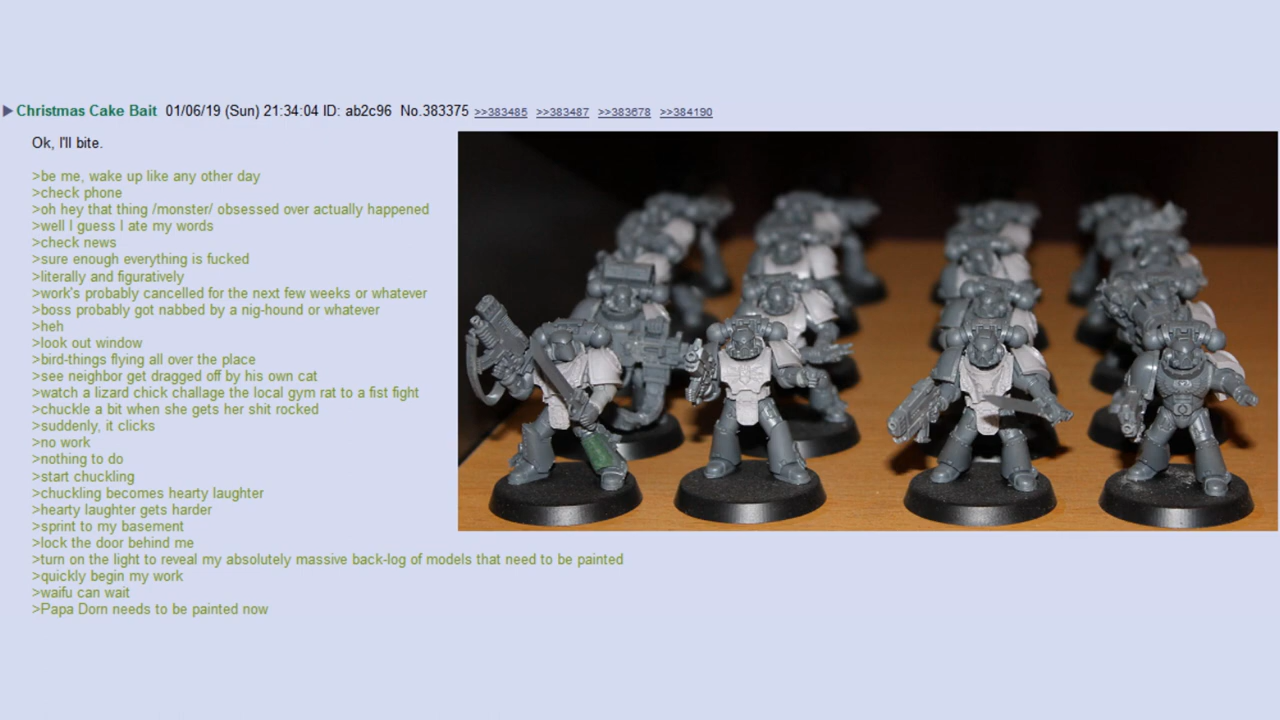 ▶Christmas Cake Bait 01/06/19 (Sun) 21:34:04 ID: ab2c96 No.383375 >>383485 >>383487 >>383678 >>384190
Ok, I'll bite.
>be me, wake up like any other day
>check phone
>oh hey that thing /monster/ obsessed over actually happened
>well I guess I ate my words
>check news
>sure enough everything is fucked
>literally and figuratively
>work's probably cancelled for the next few weeks or whatever
>boss probably got nabbed by a nig-hound or whatever
>heh
>look out window
>bird-things flying all over the place
>see neighbor get dragged off by his own cat
>watch a lizard chick challage the local gym rat to a fist fight
>chuckle a bit when she gets her shit rocked
>suddenly, it clicks
>no work
>nothing to do
>start chuckling
>chuckling becomes hearty laughter
>hearty laughter gets harder
>sprint to my basement
>lock the door behind me
>turn on the light to reveal my absolutely massive back-log of models that need to be painted
>quickly begin my work
>waifu can wait
>Papa Dorn needs to be painted now